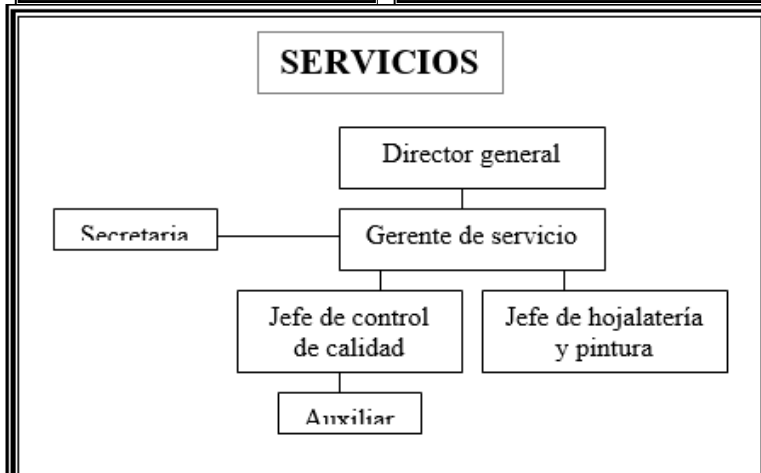 SERVICIOS
Director general
Secretaria
Gerente de servicio
Jefe de control
de calidad
Jefe de hojalatería
y pintura
Auxiliar